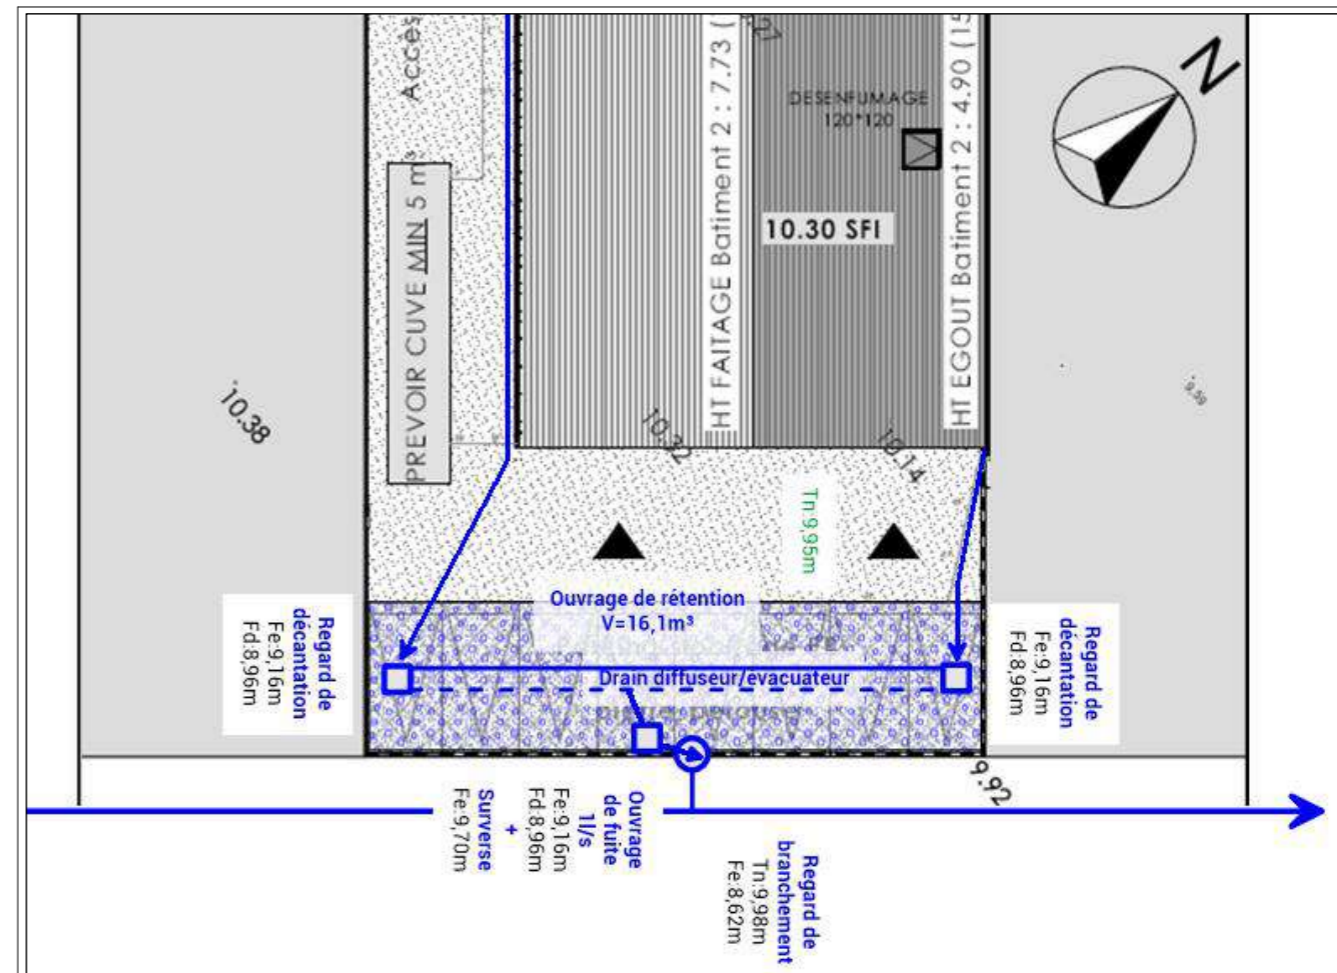 Accès
PREVOIR CUVE MIN 5 m³
HT FAITAGE Batiment 2 : 7.73 (
DESENFUMAGE
120*120
10.30 SFI
HT EGOUT Batiment 2 : 4.90 (15
N
10.38
10.32
10.14
9.59
Tn:9,95m
Ouvrage de rétention
V=16,1m³
Drain diffuseur/évacuateur
Regard de
décantation
Fe:9,16m
Fd:8,96m
Regard de
décantation
Fe:9,16m
Fd:8,96m
9.92
Ouvrage
de fuite
1l/s
Fe:9,16m
Fd:8,96m
+
Surverse
Fe:9,70m
Regard de
branchement
Tn:9,98m
Fe:8,62m